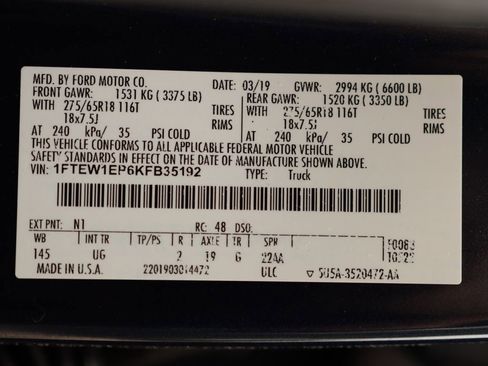 MFD. BY FORD MOTOR CO. DATE: 03/19 GVWR: 2994 KG (6600 LB)
FRONT GAWR: 1531 KG (3375 LB) REAR GAWR: 1520 KG (3350 LB)
WITH 275/65R18 116T TIRES WITH 275/65R18 116T TIRES
18x7.5J RIMS 18x7.5J RIMS
AT 240 kPa/ 35 PSI COLD AT 240 kPa/ 35 PSI COLD
THIS VEHICLE CONFORMS TO ALL APPLICABLE FEDERAL MOTOR VEHICLE
SAFETY STANDARDS IN EFFECT ON THE DATE OF MANUFACTURE SHOWN ABOVE.
VIN: 1FTEW1EP6KFB35192 TYPE: Truck
EXT PNT: N1 RC: 48 DSO:
WB INT TR TP/PS R AXLE TR SPR
145 UG 2 19 G 22AA
MADE IN U.S.A. ULC ▽ 5U5A-3520472-AA